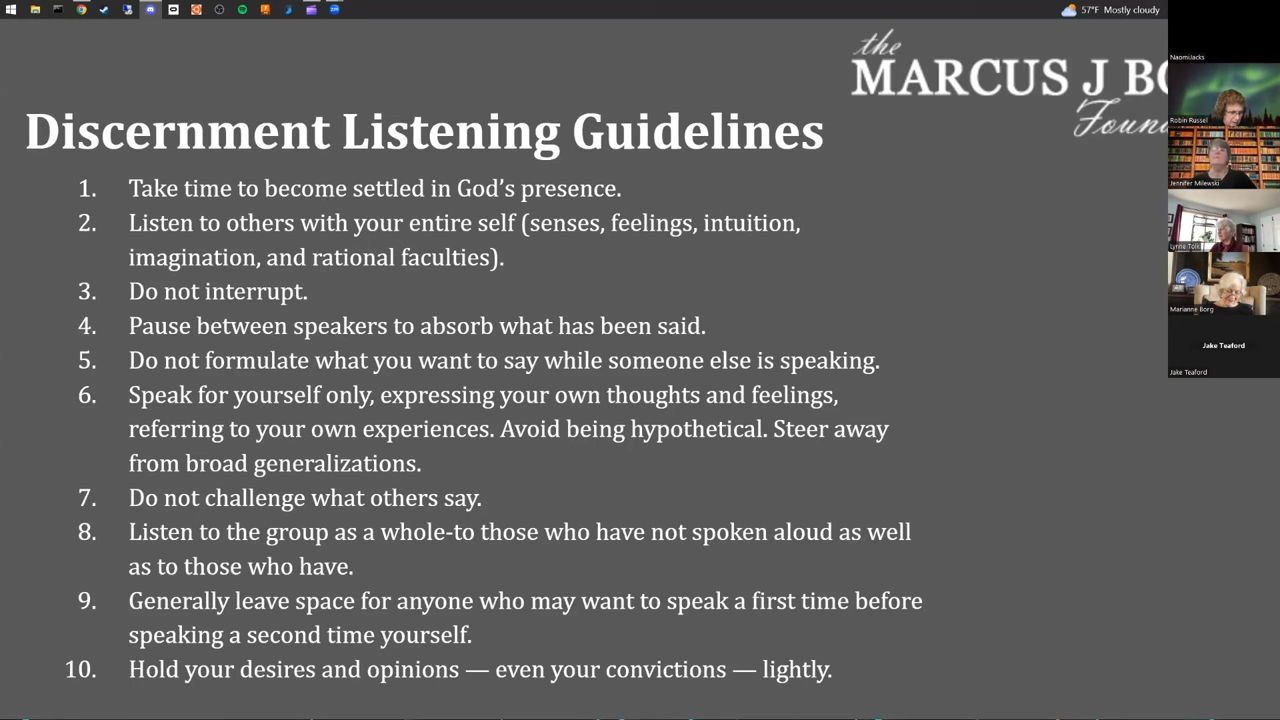 57°F Mostly cloudy
the
MARCUS J BO
Foun
Discernment Listening Guidelines
1. Take time to become settled in God's presence.
2. Listen to others with your entire self (senses, feelings, intuition,
imagination, and rational faculties).
3. Do not interrupt.
4. Pause between speakers to absorb what has been said.
5. Do not formulate what you want to say while someone else is speaking.
6. Speak for yourself only, expressing your own thoughts and feelings,
referring to your own experiences. Avoid being hypothetical. Steer away
from broad generalizations.
7. Do not challenge what others say.
8. Listen to the group as a whole-to those who have not spoken aloud as well
as to those who have.
9. Generally leave space for anyone who may want to speak a first time before
speaking a second time yourself.
10. Hold your desires and opinions — even your convictions — lightly.
NaomiJacks
Robin Russel
Jennifer Milewski
Lynne Tolk
Marianne Borg
Jake Teaford
Jake Teaford